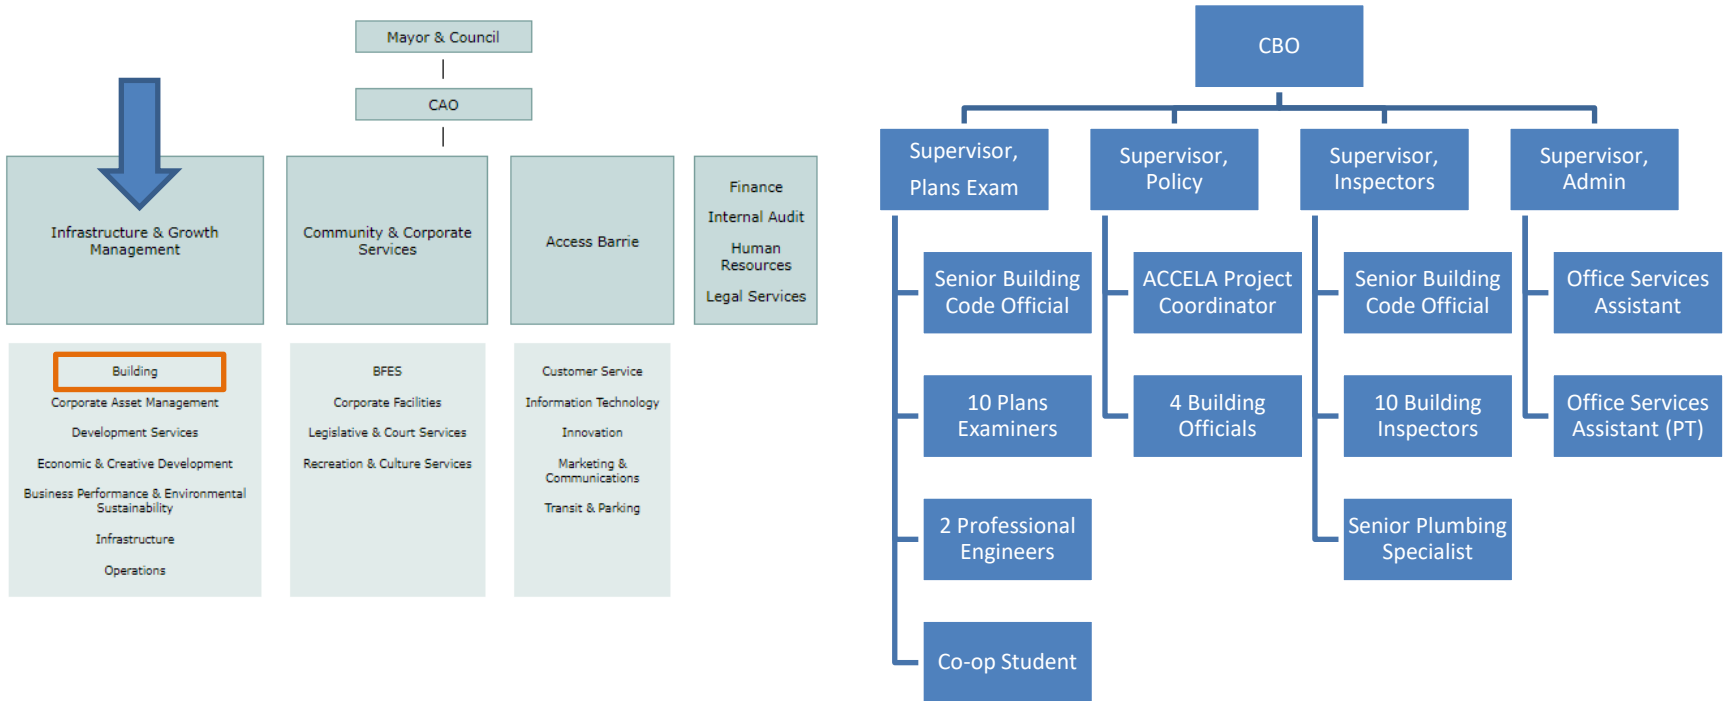 Mayor & Council
CAO
Infrastructure & Growth
Management
Community & Corporate
Services
Access Barrie
Finance
Internal Audit
Human
Resources
Legal Services
Building
Corporate Asset Management
Development Services
Economic & Creative Development
Business Performance & Environmental
Sustainability
Infrastructure
Operations
BFES
Corporate Facilities
Legislative & Court Services
Recreation & Culture Services
Customer Service
Information Technology
Innovation
Marketing &
Communications
Transit & Parking
CBO
Supervisor,
Plans Exam
Senior Building
Code Official
10 Plans
Examiners
2 Professional
Engineers
Co-op Student
Supervisor,
Policy
ACCELA Project
Coordinator
4 Building
Officials
Supervisor,
Inspectors
Senior Building
Code Official
10 Building
Inspectors
Senior Plumbing
Specialist
Supervisor,
Admin
Office Services
Assistant
Office Services
Assistant (PT)